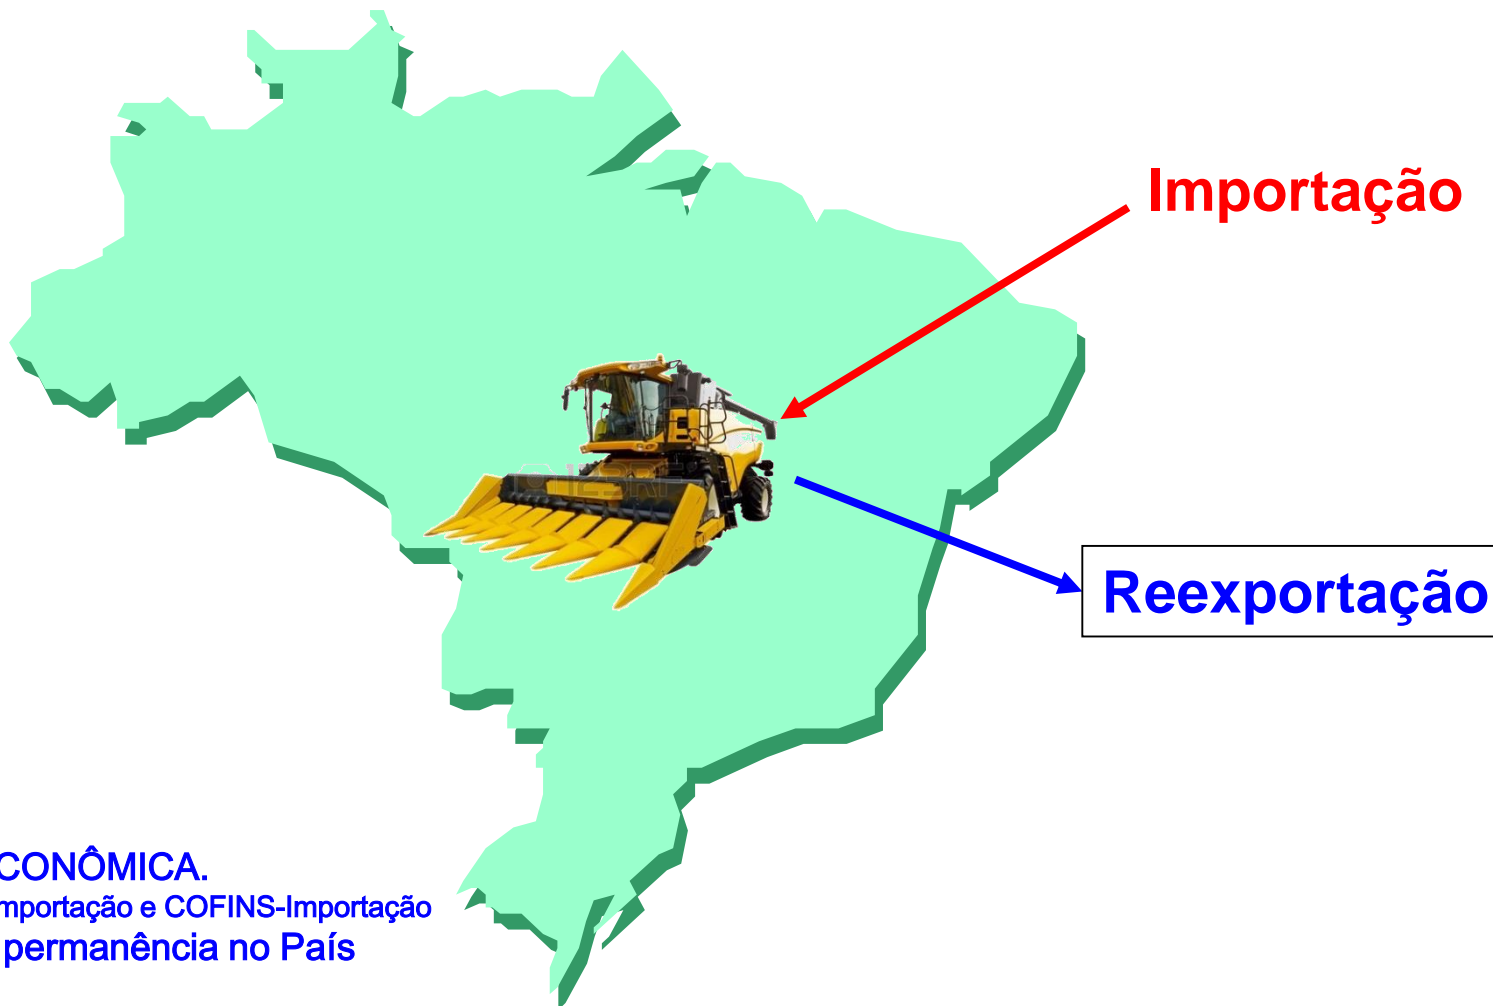 Importação
Reexportação
CONÔMICA.
mportação e COFINS-Importação
permanência no País